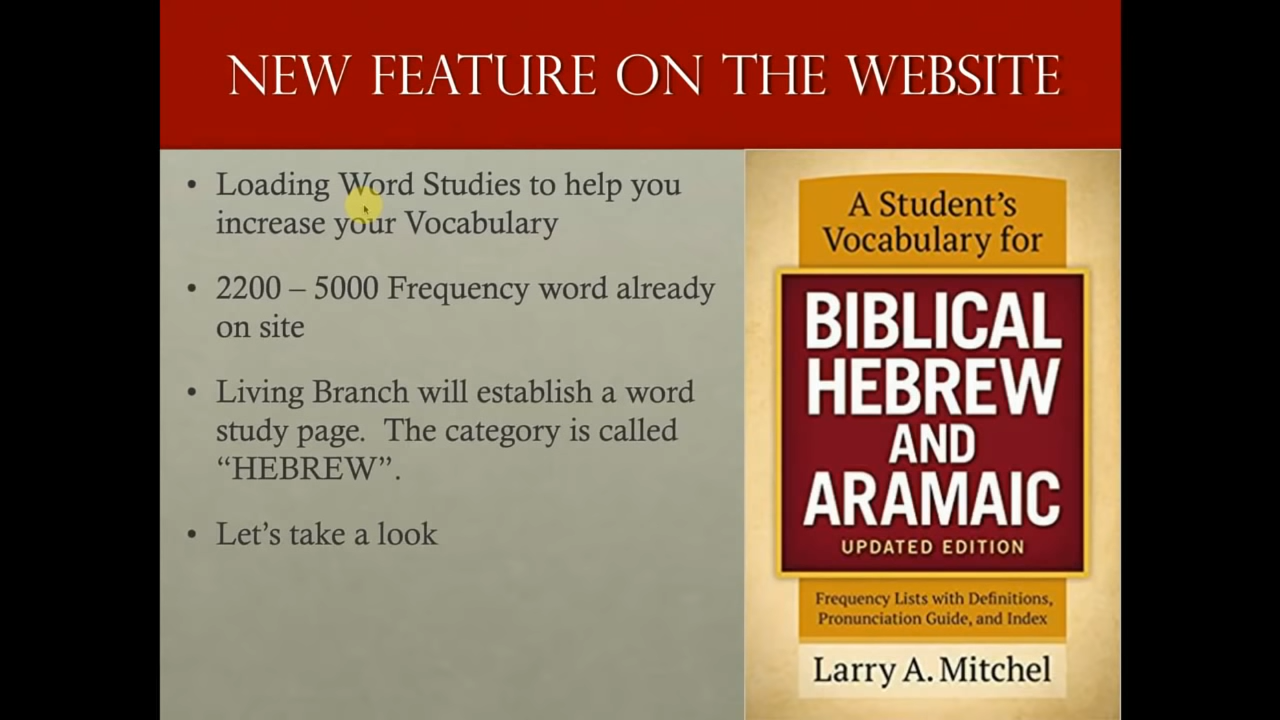 NEW FEATURE ON THE WEBSITE
• Loading Word Studies to help you
increase your Vocabulary
• 2200 – 5000 Frequency word already
on site
• Living Branch will establish a word
study page.  The category is called
“HEBREW”.
• Let’s take a look
A Student’s
Vocabulary for
BIBLICAL
HEBREW
AND
ARAMAIC
UPDATED EDITION
Frequency Lists with Definitions,
Pronunciation Guide, and Index
Larry A. Mitchel